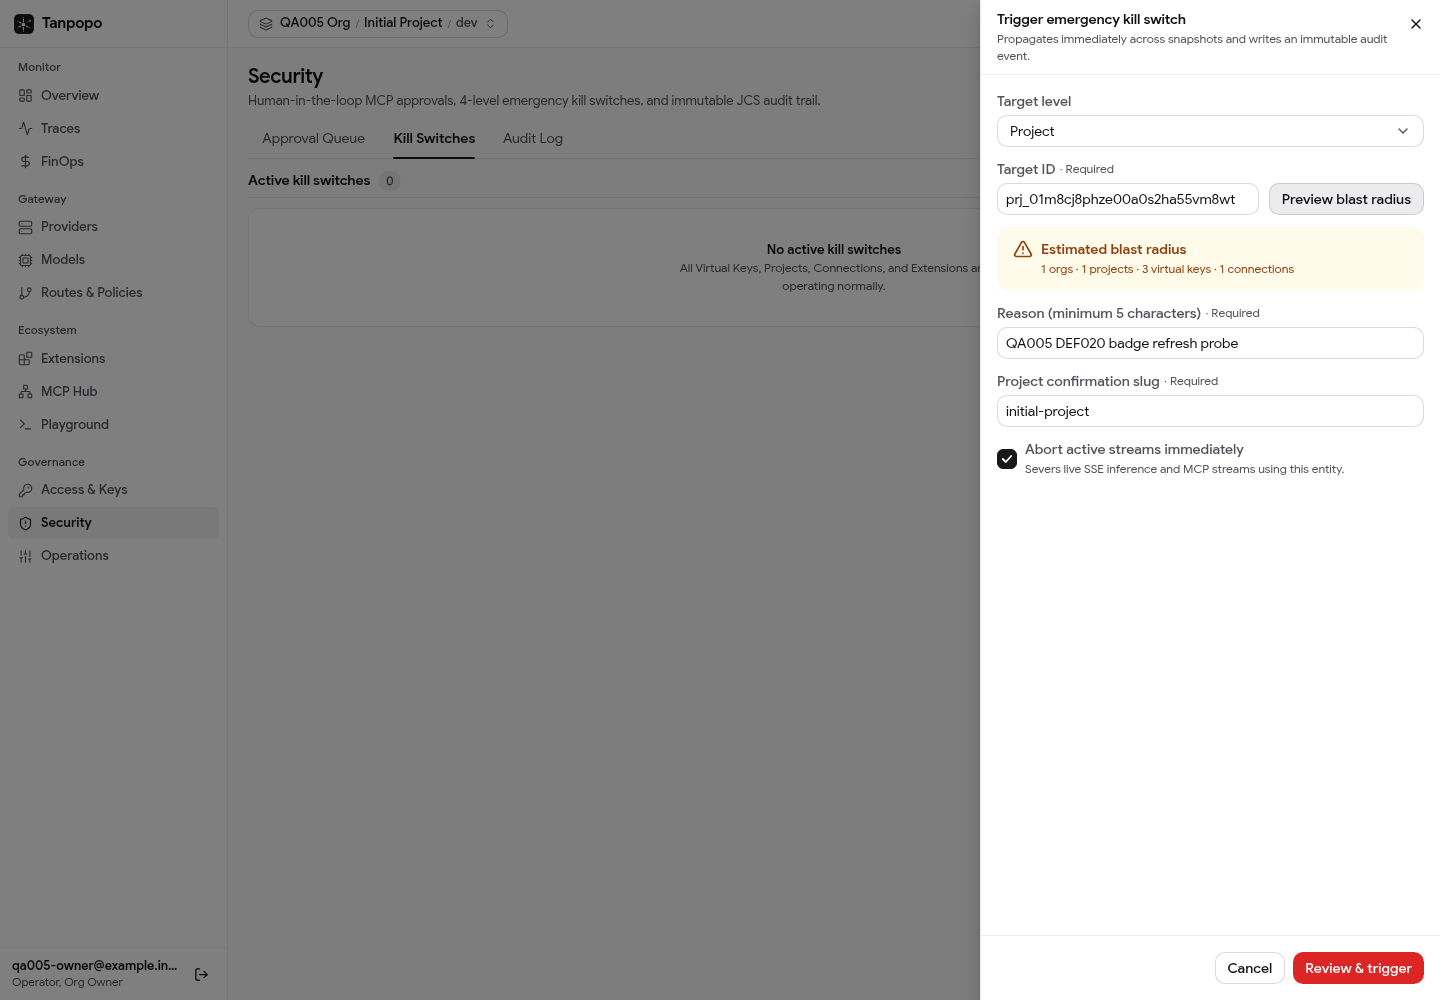 Tanpopo
Monitor
Overview
Traces
FinOps
Gateway
Providers
Models
Routes & Policies
Ecosystem
Extensions
MCP Hub
Playground
Governance
Access & Keys
Security
Operations
qa005-owner@example.in...
Operator, Org Owner
QA005 Org / Initial Project / dev
Security
Human-in-the-loop MCP approvals, 4-level emergency kill switches, and immutable JCS audit trail.
Approval Queue Kill Switches Audit Log
Active kill switches 0
No active kill switches
All Virtual Keys, Projects, Connections, and Extensions
operating normally.
Trigger emergency kill switch
Propagates immediately across snapshots and writes an immutable audit
event.
Target level
Project
Target ID · Required
prj_01m8cj8phze00a0s2ha55vm8wt Preview blast radius
Estimated blast radius
1 orgs · 1 projects · 3 virtual keys · 1 connections
Reason (minimum 5 characters) · Required
QA005 DEF020 badge refresh probe
Project confirmation slug · Required
initial-project
Abort active streams immediately
Severs live SSE inference and MCP streams using this entity.
Cancel Review & trigger